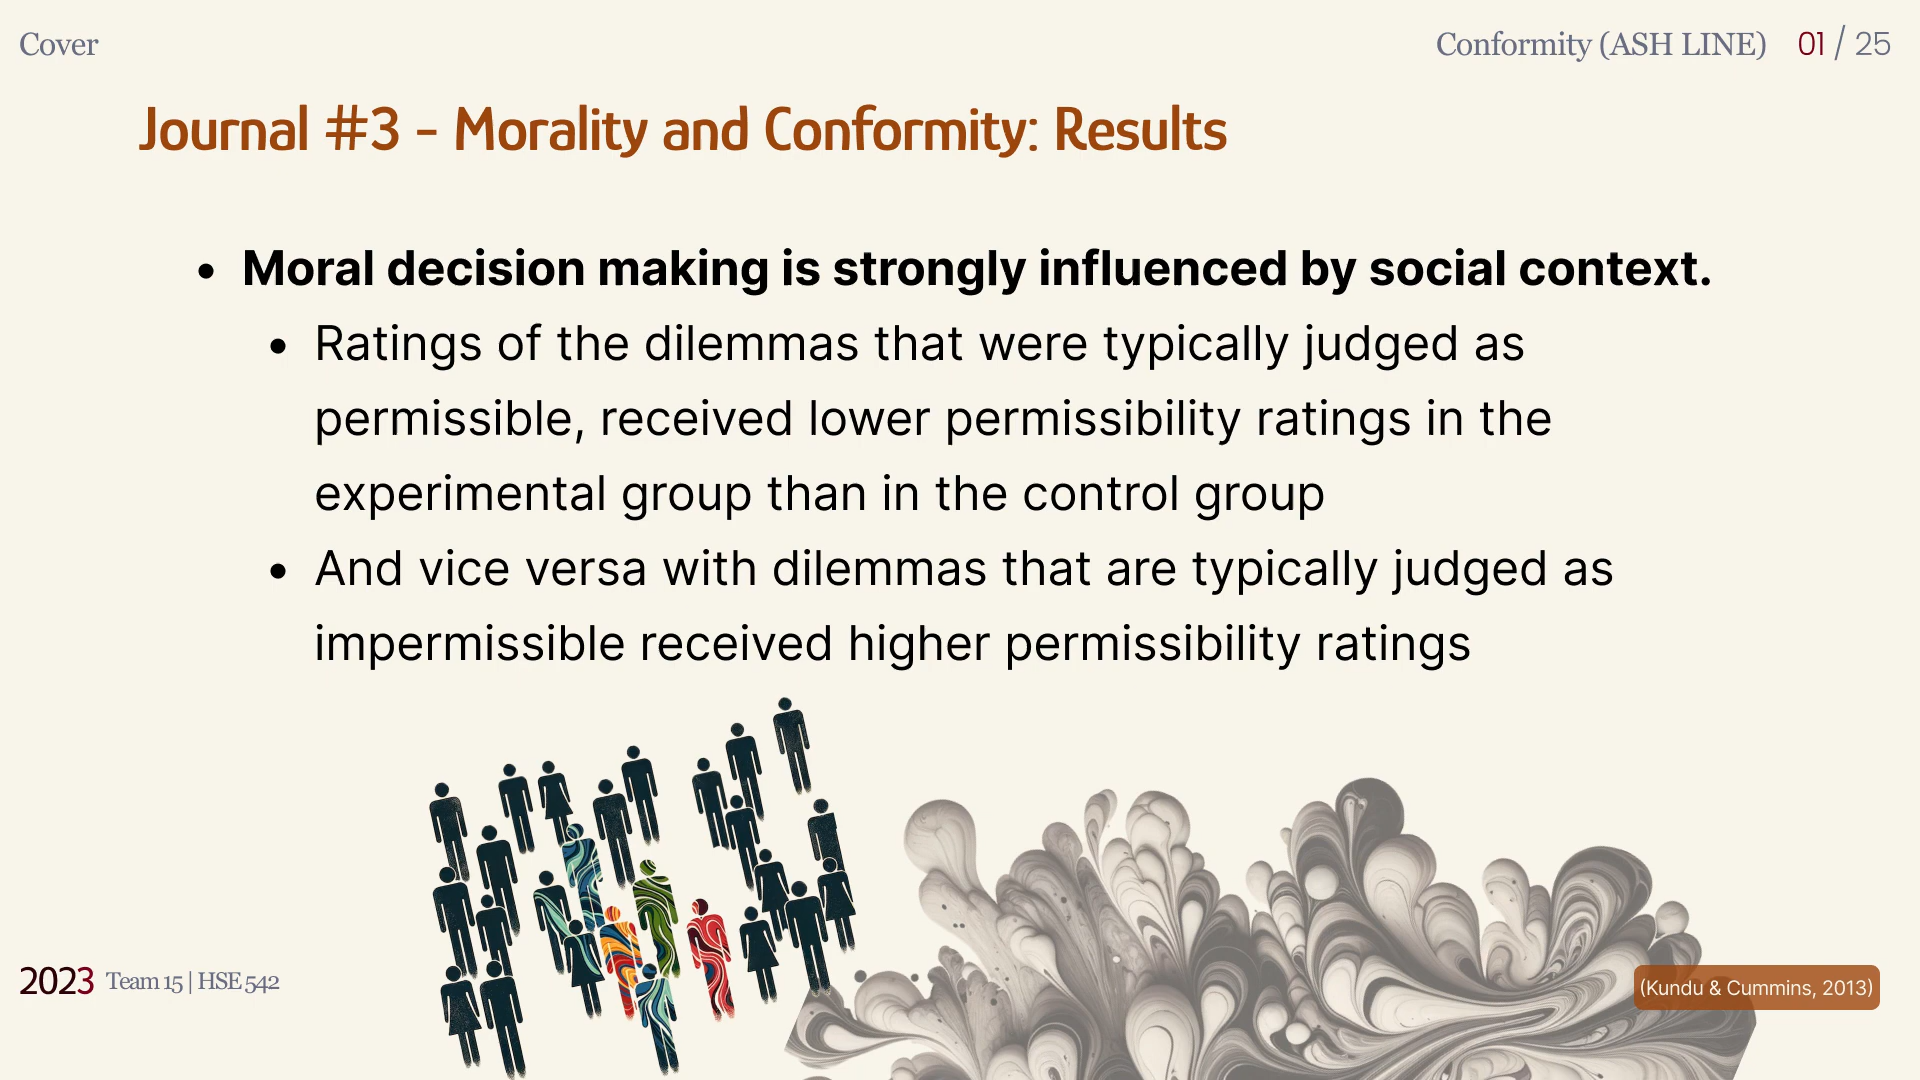 Cover
Conformity (ASH LINE) 01 / 25
Journal #3 - Morality and Conformity: Results
• Moral decision making is strongly influenced by social context.
• Ratings of the dilemmas that were typically judged as
permissible, received lower permissibility ratings in the
experimental group than in the control group
• And vice versa with dilemmas that are typically judged as
impermissible received higher permissibility ratings
2023 Team 15 | HSE 542
(Kundu & Cummins, 2013)